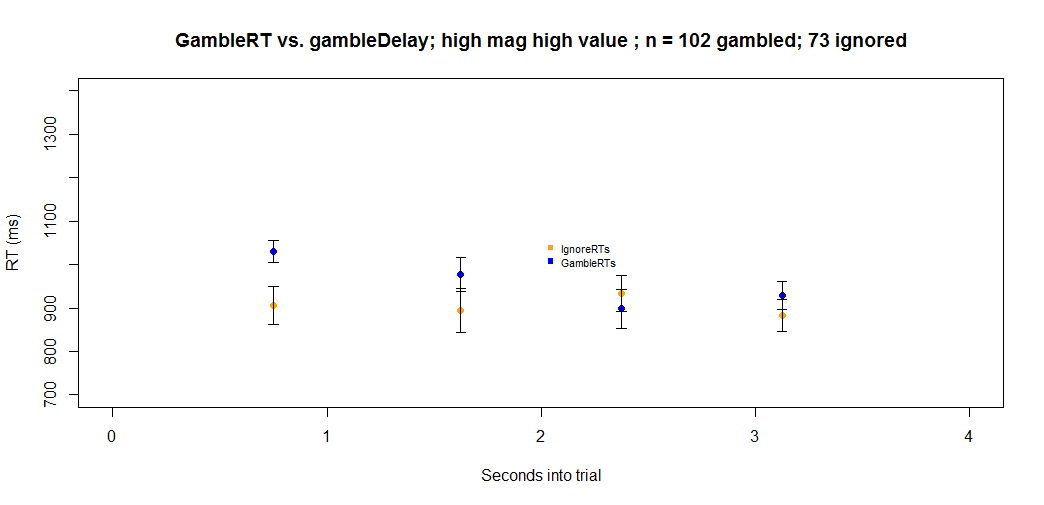 GambleRT vs. gambleDelay; high mag high value ; n = 102 gambled; 73 ignored
1300
1100
900
800
700
RT (ms)
IgnoreRTs
GambleRTs
0 1 2 3 4
Seconds into trial